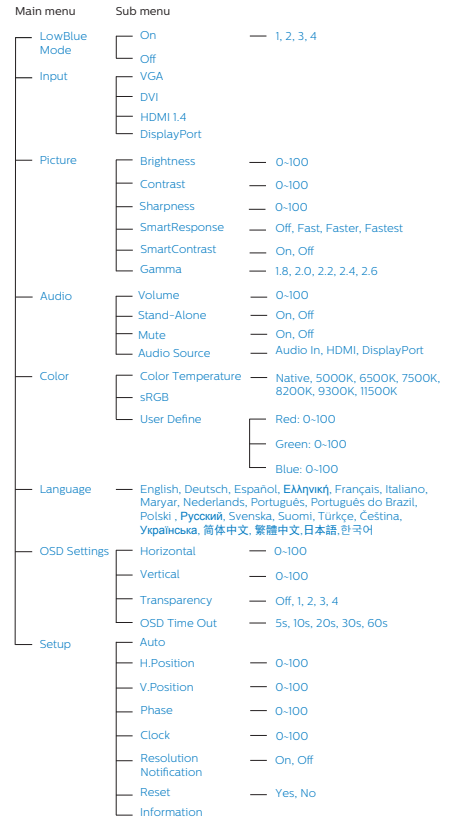 Main menu Sub menu
LowBlue Mode On 1, 2, 3, 4
Off
Input VGA
DVI
HDMI 1.4
DisplayPort
Picture Brightness 0~100
Contrast 0~100
Sharpness 0~100
SmartResponse Off, Fast, Faster, Fastest
SmartContrast On, Off
Gamma 1.8, 2.0, 2.2, 2.4, 2.6
Audio Volume 0~100
Stand-Alone On, Off
Mute On, Off
Audio Source Audio In, HDMI, DisplayPort
Color Color Temperature Native, 5000K, 6500K, 7500K,
8200K, 9300K, 11500K
sRGB
User Define Red: 0~100
Green: 0~100
Blue: 0~100
Language English, Deutsch, Español, Ελληνική, Français, Italiano,
Maryar, Nederlands, Português, Português do Brazil,
Polski , Русский, Svenska, Suomi, Türkçe, Čeština,
Українська, 简体中文, 繁體中文,日本語,한국어
OSD Settings Horizontal 0~100
Vertical 0~100
Transparency Off, 1, 2, 3, 4
OSD Time Out 5s, 10s, 20s, 30s, 60s
Setup Auto
H.Position 0~100
V.Position 0~100
Phase 0~100
Clock 0~100
Resolution Notification On, Off
Reset Yes, No
Information